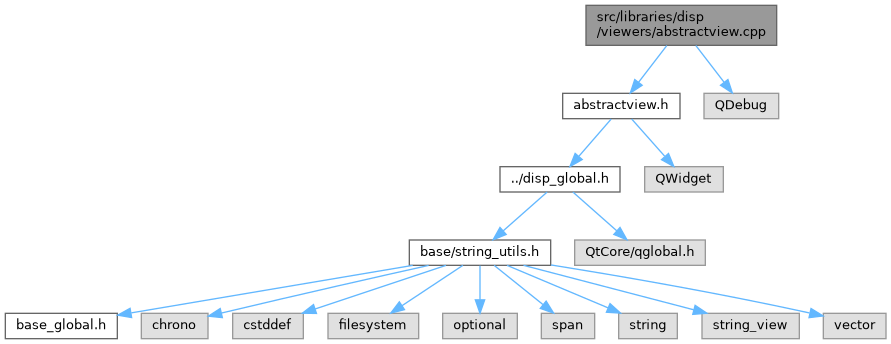 src/libraries/disp
/viewers/abstractview.cpp
abstractview.h
QDebug
../disp_global.h
QWidget
base/string_utils.h
QtCore/qglobal.h
base_global.h
chrono
cstddef
filesystem
optional
span
string
string_view
vector